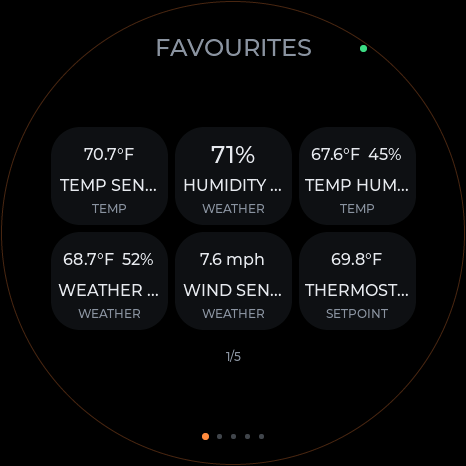 FAVOURITES
70.7°F
TEMP SEN...
TEMP
71%
HUMIDITY ...
WEATHER
67.6°F 45%
TEMP HUM...
TEMP
68.7°F 52%
WEATHER ...
WEATHER
7.6 mph
WIND SEN...
WEATHER
69.8°F
THERMOST...
SETPOINT
1/5